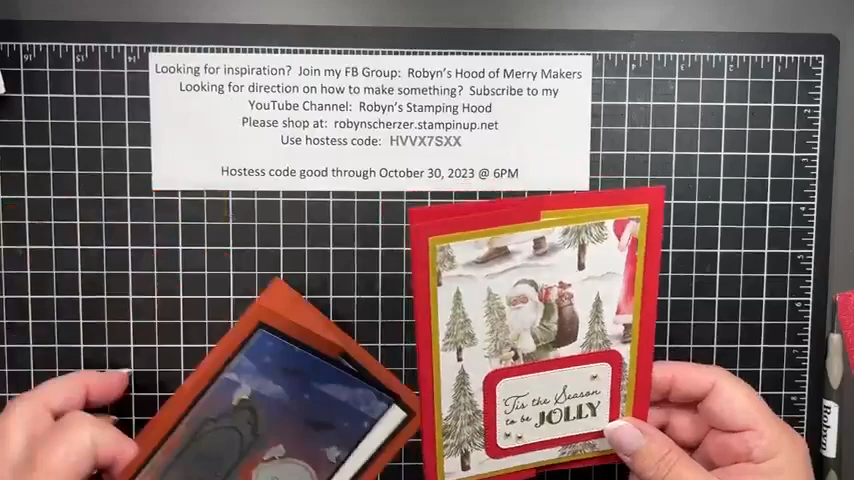 Looking for inspiration? Join my FB Group: Robyn's Hood of Merry Makers
Looking for direction on how to make something? Subscribe to my
YouTube Channel: Robyn's Stamping Hood
Please shop at: robynscherzer.stampinup.net
Use hostess code: HVVX7SXX
Hostess code good through October 30, 2023 @ 6PM
'Tis the Season
to be JOLLY
Robyn